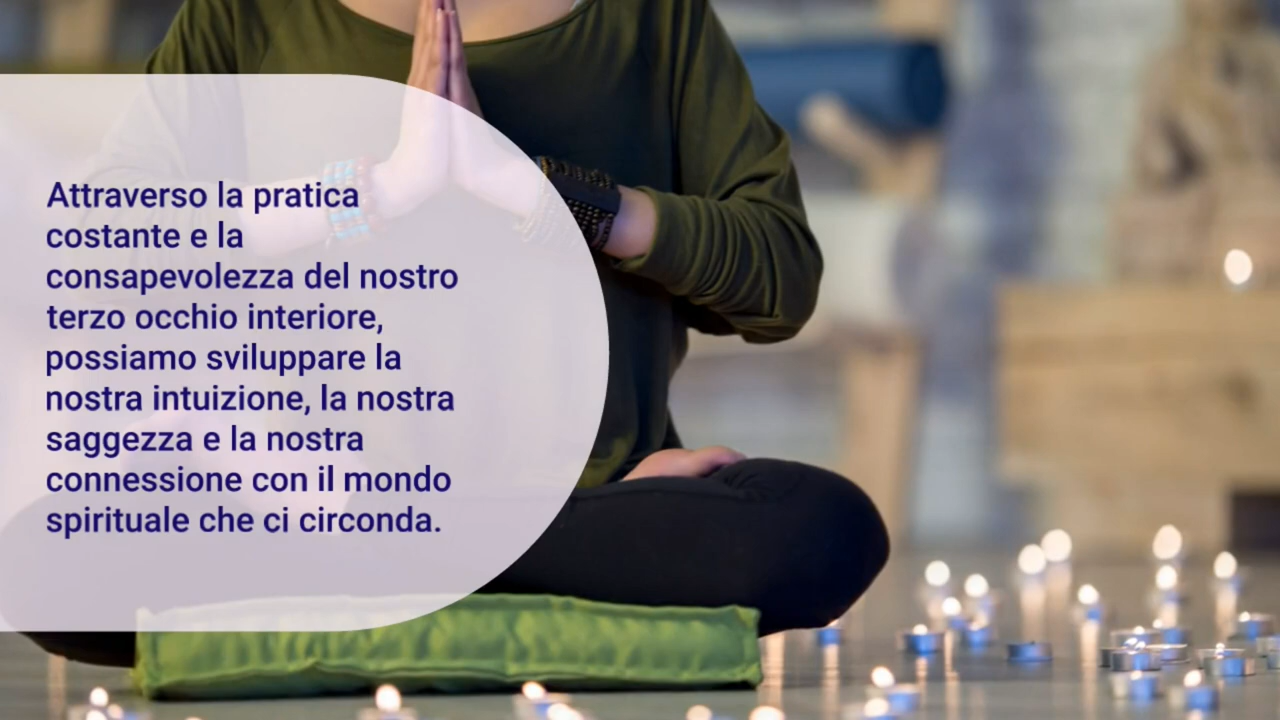 Attraverso la pratica
costante e la
consapevolezza del nostro
terzo occhio interiore,
possiamo sviluppare la
nostra intuizione, la nostra
saggezza e la nostra
connessione con il mondo
spirituale che ci circonda.